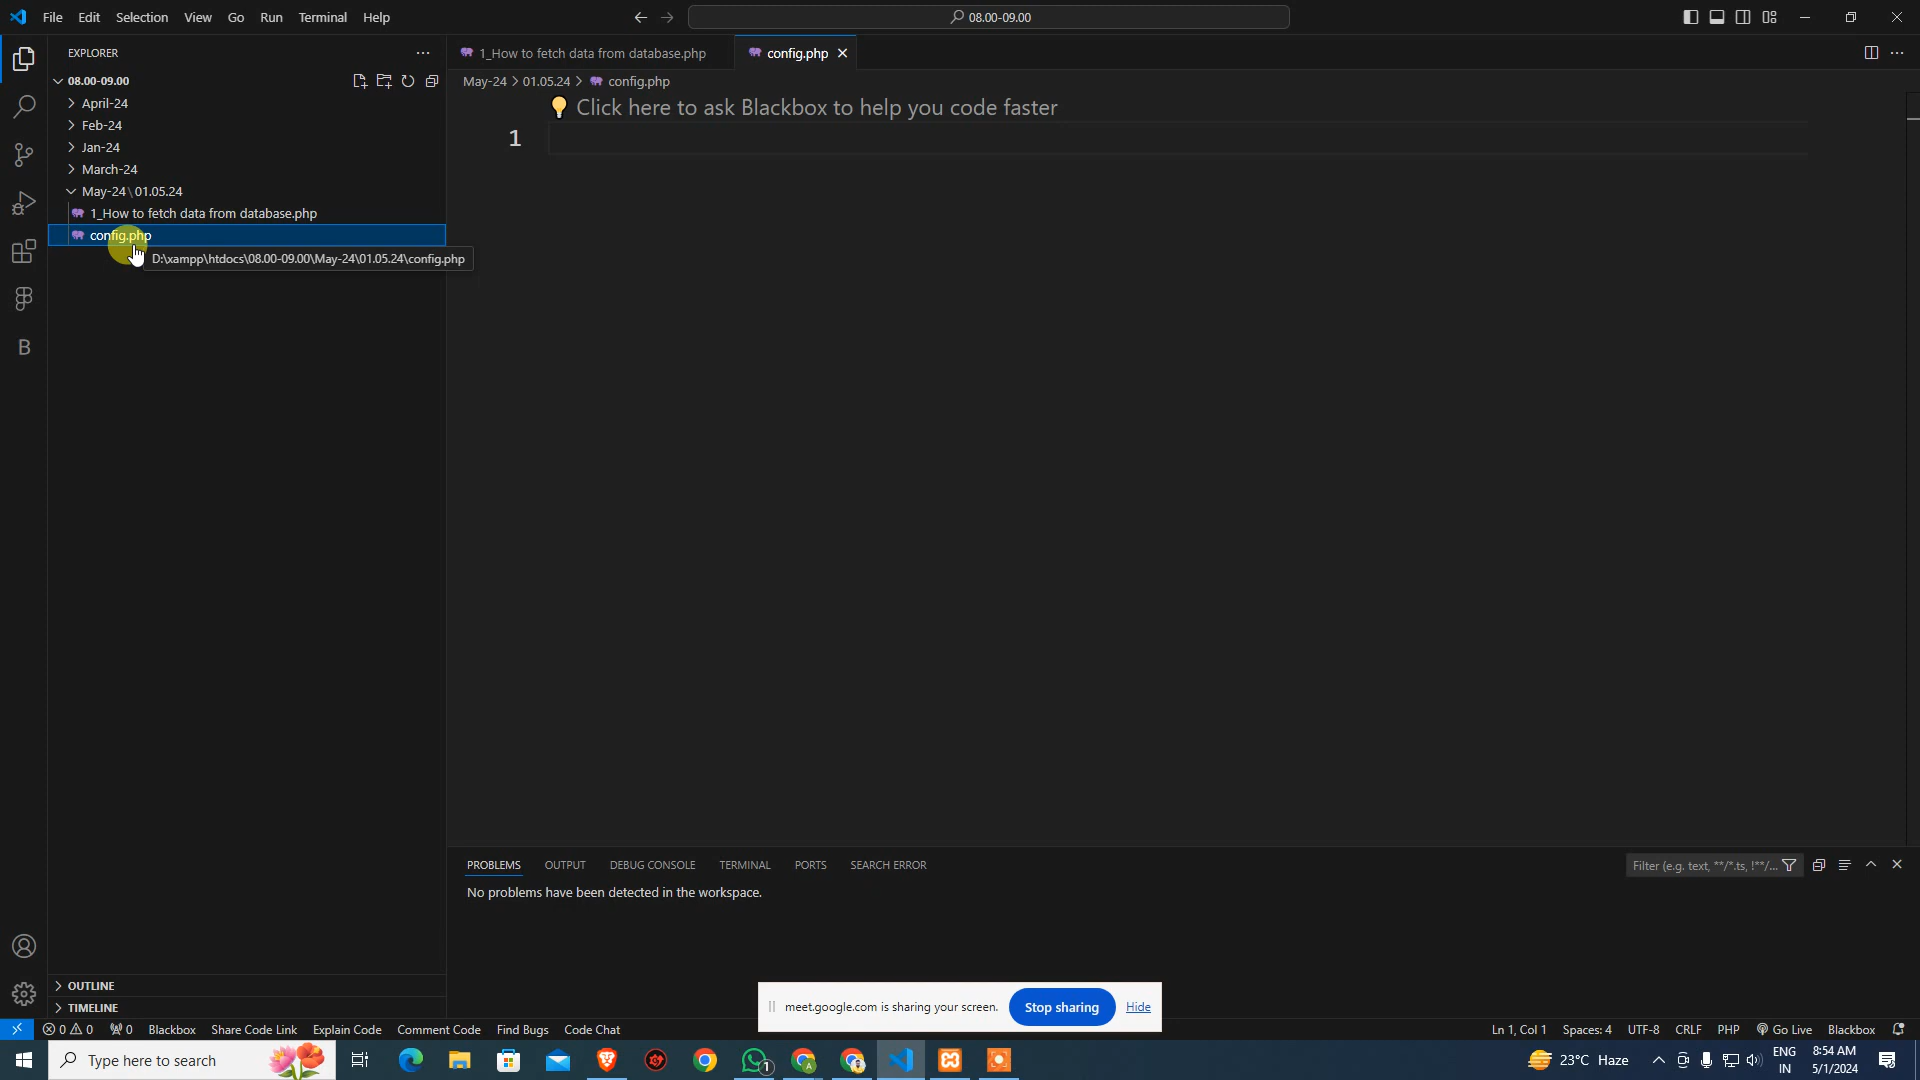 File Edit Selection View Go Run Terminal Help
08.00-09.00
EXPLORER
08.00-09.00
April-24
Feb-24
Jan-24
March-24
May-24\01.05.24
1_How to fetch data from database.php
config.php
D:\xampp\htdocs\08.00-09.00\May-24\01.05.24\config.php
1_How to fetch data from database.php config.php
May-24 > 01.05.24 > config.php
Click here to ask Blackbox to help you code faster
1
PROBLEMS OUTPUT DEBUG CONSOLE TERMINAL PORTS SEARCH ERROR
Filter (e.g. text, **/*.ts, !**/...
No problems have been detected in the workspace.
B
OUTLINE
TIMELINE
meet.google.com is sharing your screen. Stop sharing Hide
0 0 0 Blackbox Share Code Link Explain Code Comment Code Find Bugs Code Chat
Ln 1, Col 1 Spaces: 4 UTF-8 CRLF PHP Go Live Blackbox
Type here to search
1
A
23°C Haze
ENG
IN
8:54 AM
5/1/2024